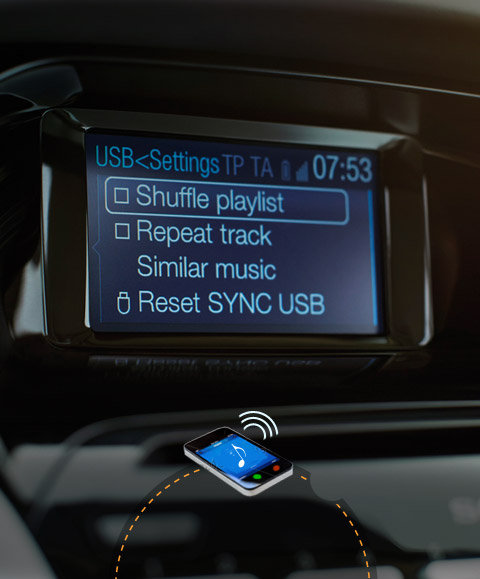 USB<Settings TP TA 07:53
Shuffle playlist
Repeat track
Similar music
Reset SYNC USB